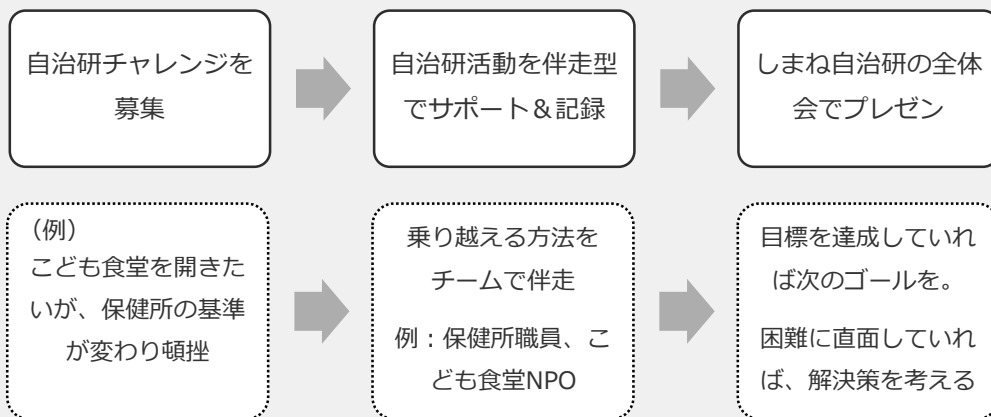 自治研チャレンジを
募集
自治研活動を伴走型
でサポート＆記録
しまね自治研の全体
会でプレゼン
（例）
こども食堂を開きた
いが、保健所の基準
が変わり頓挫
乗り越える方法を
チームで伴走
例：保健所職員、こ
ども食堂NPO
目標を達成していれ
ば次のゴールを。
困難に直面していれ
ば、解決策を考える